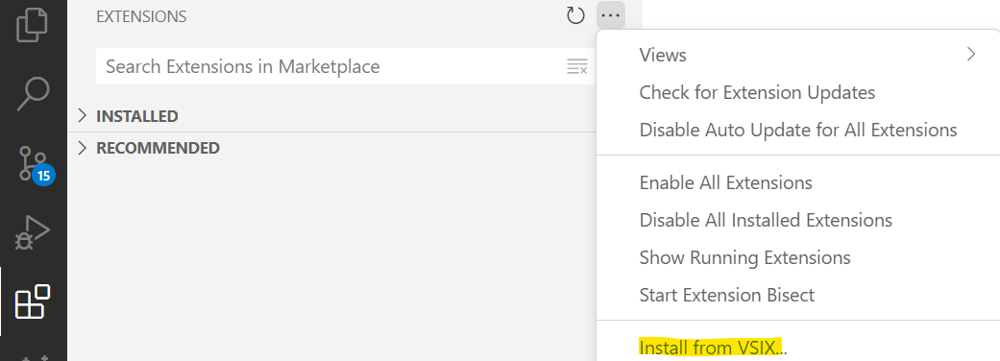 EXTENSIONS
Search Extensions in Marketplace
INSTALLED
RECOMMENDED
15
Views
Check for Extension Updates
Disable Auto Update for All Extensions
Enable All Extensions
Disable All Installed Extensions
Show Running Extensions
Start Extension Bisect
Install from VSIX...